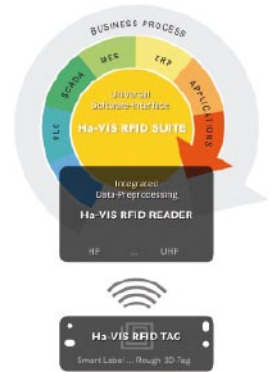 BUSINESS PROCESS
PLC
SCADA
MES
ERP
APPLICATIONS
Universal
Software-Interface
Ha-VIS RFID SUITE
Integrated
Data-Preprocessing
Ha-VIS RFID READER
HF ... UHF
Ha-VIS RFID TAG
Smart Label ... Rough 3D-Tag